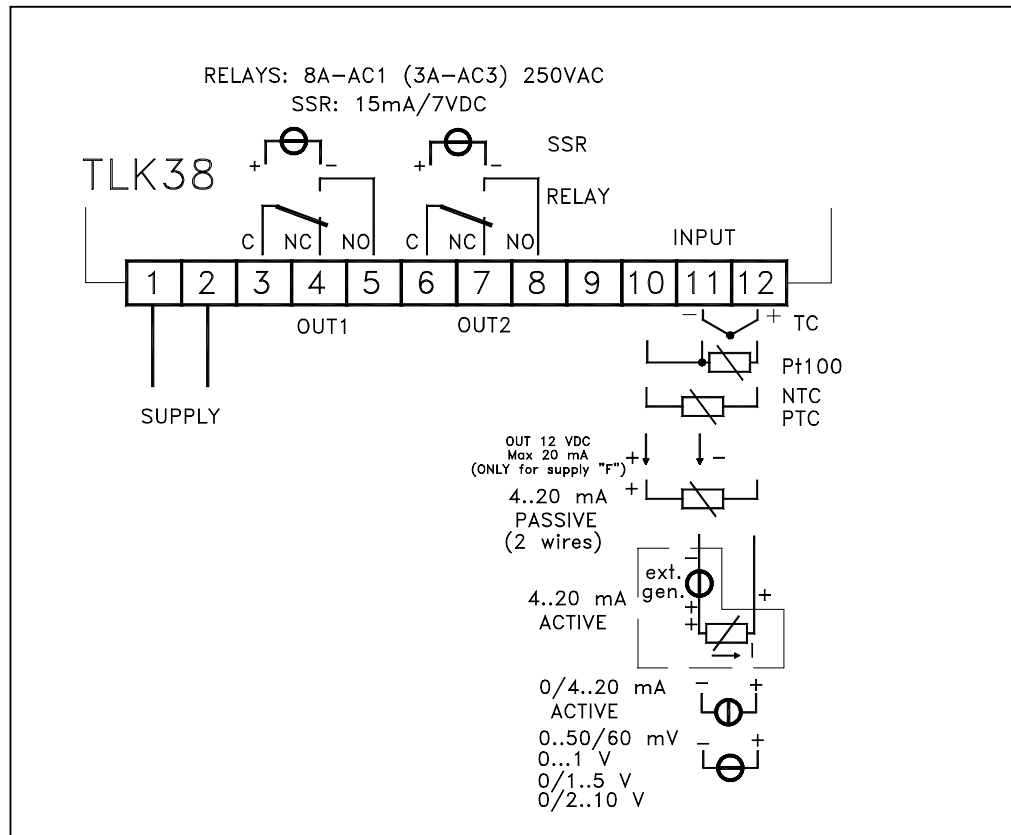 RELAYS: 8A-AC1 (3A-AC3) 250VAC
SSR: 15mA/7VDC
+ - + - SSR
TLK38
RELAY
C NC NO C NC NO INPUT
1 2 3 4 5 6 7 8 9 10 11 12
OUT1 OUT2
- + TC
Pt100
SUPPLY
NTC
PTC
OUT 12 VDC
Max 20 mA
(ONLY for supply "F")
+ -
4..20 mA +
PASSIVE
(2 wires)
-
ext.
gen.
+
4..20 mA
ACTIVE
+
+
I
0/4..20 mA
ACTIVE
- +
0..50/60 mV
0...1 V
0/1..5 V
0/2..10 V
- +